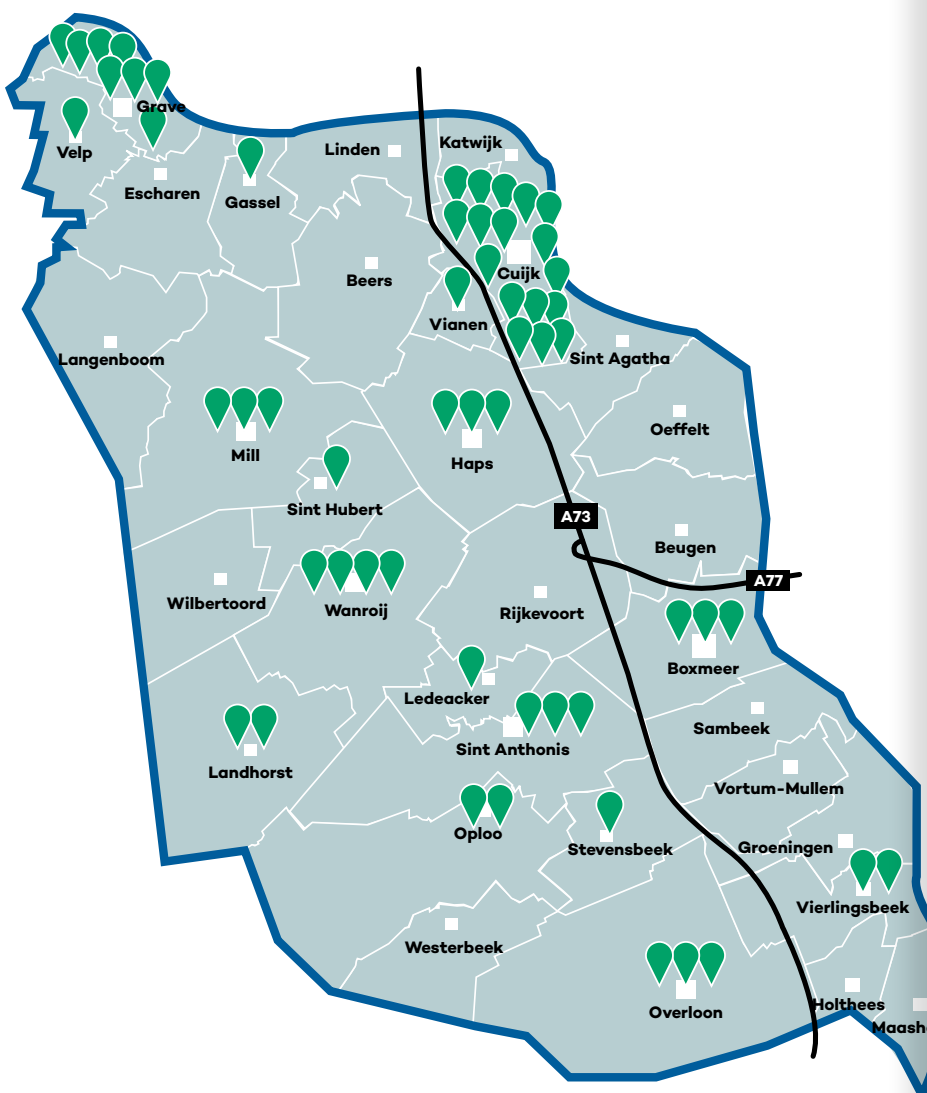 Grave
Katwijk
Linden
Velp
Escharen
Gassel
Cuijk
Beers
Vianen
Langenboom
Sint Agatha
Oeffelt
Mill
Haps
Sint Hubert
A73
Beugen
A77
Wilbertoord
Wanroij
Rijkevoort
Boxmeer
Ledeacker
Sambeek
Sint Anthonis
Landhorst
Vortum-Mullem
Oploo
Groeningen
Stevensbeek
Vierlingsbeek
Westerbeek
Holthees
Overloon